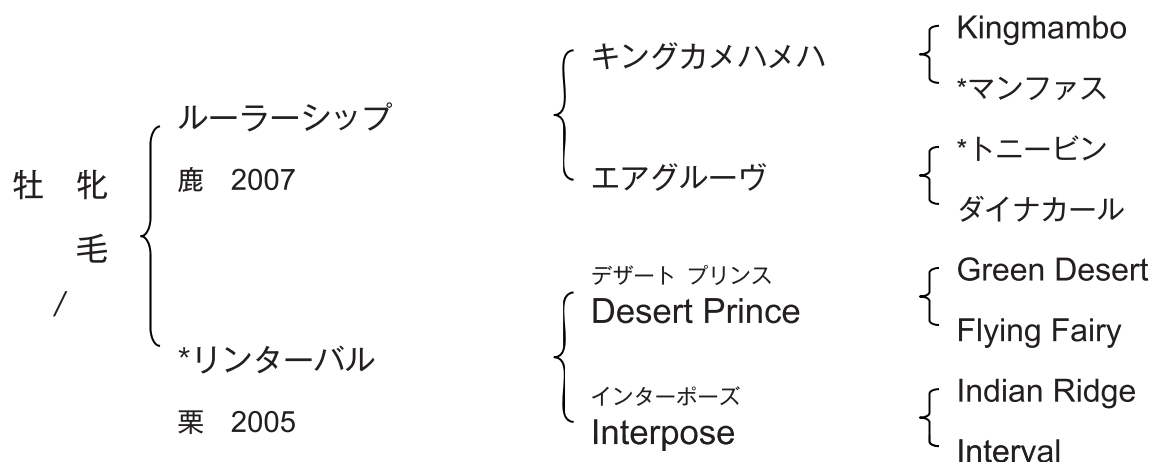 牡 牝
毛
/
ルーラーシップ
鹿 2007
*リンターバル
栗 2005
キングカメハメハ
エアグルーヴ
デザート プリンス
Desert Prince
インターポーズ
Interpose
Kingmambo
*マンファス
*トニービン
ダイナカール
Green Desert
Flying Fairy
Indian Ridge
Interval